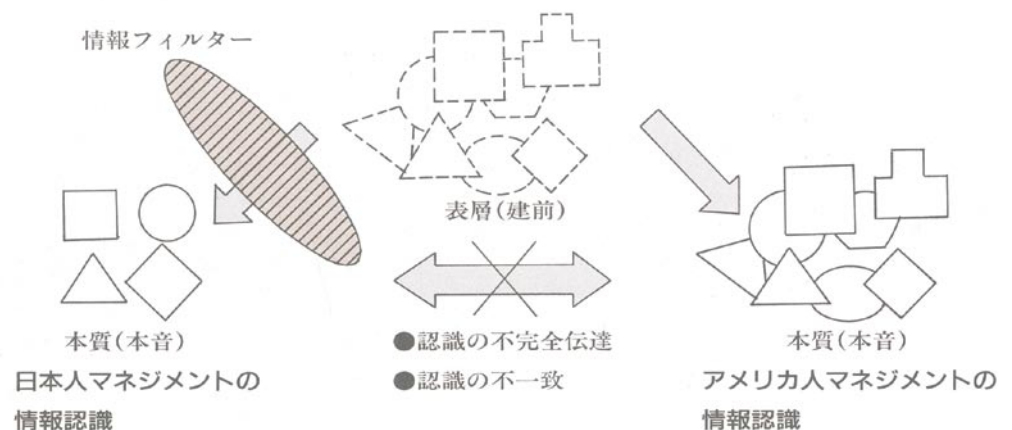 情報フィルター
表層(建前)
本質(本音)
日本人マネジメントの
情報認識
●認識の不完全伝達
●認識の不一致
本質(本音)
アメリカ人マネジメントの
情報認識